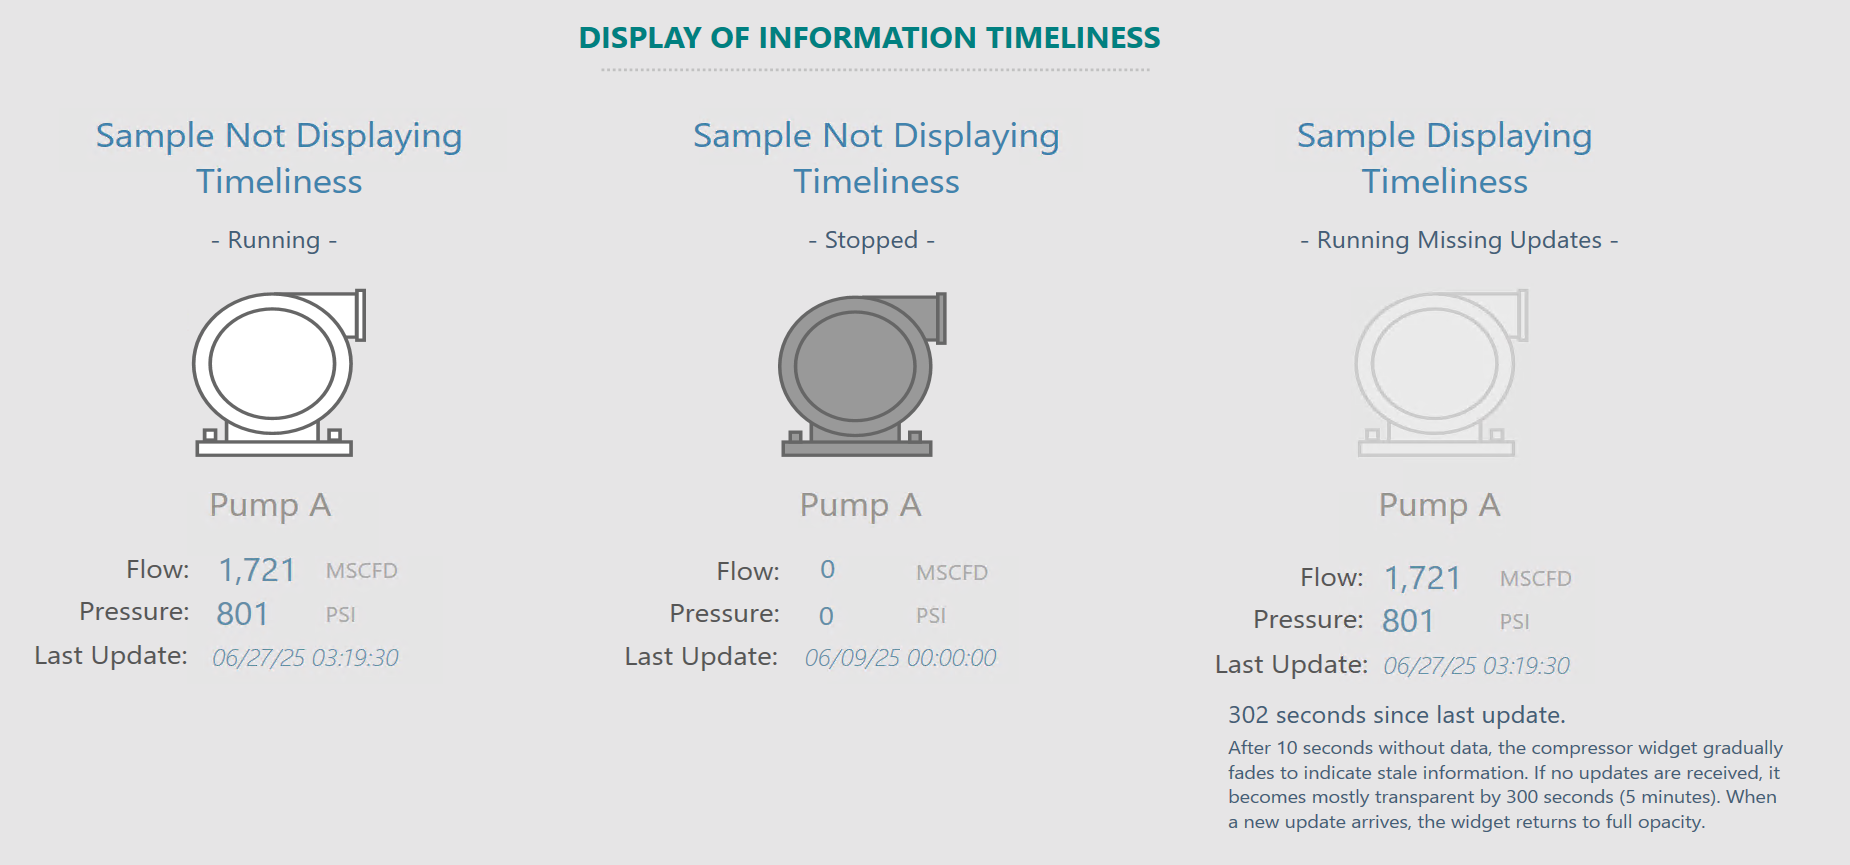 DISPLAY OF INFORMATION TIMELINESS
Sample Not Displaying
Timeliness
- Running -
Pump A
Flow: 1,721 MSCFD
Pressure: 801 PSI
Last Update: 06/27/25 03:19:30
Sample Not Displaying
Timeliness
- Stopped -
Pump A
Flow: 0 MSCFD
Pressure: 0 PSI
Last Update: 06/09/25 00:00:00
Sample Displaying
Timeliness
- Running Missing Updates -
Pump A
Flow: 1,721 MSCFD
Pressure: 801 PSI
Last Update: 06/27/25 03:19:30
302 seconds since last update.
After 10 seconds without data, the compressor widget gradually
fades to indicate stale information. If no updates are received, it
becomes mostly transparent by 300 seconds (5 minutes). When
a new update arrives, the widget returns to full opacity.